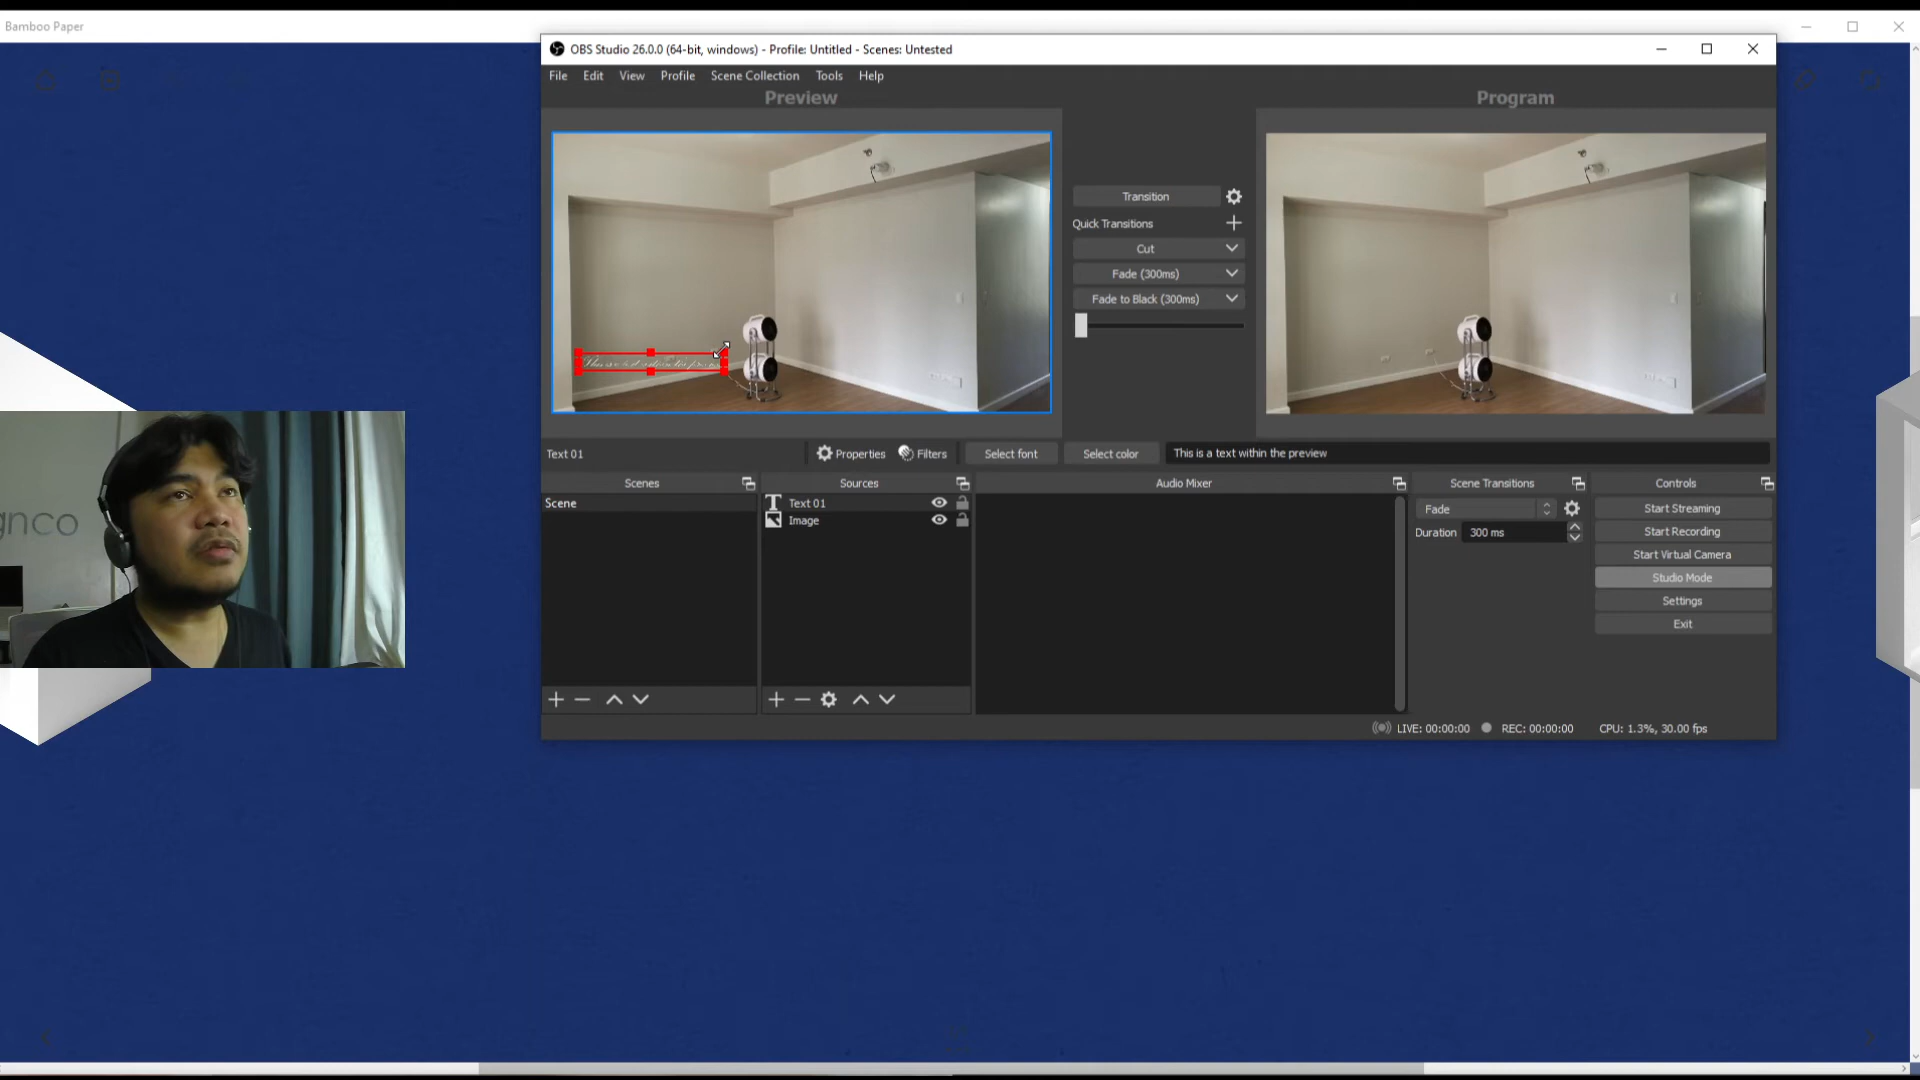 Bamboo Paper
OBS Studio 26.0.0 (64-bit, windows) - Profile: Untitled - Scenes: Untested
File Edit View Profile Scene Collection Tools Help
Preview
Program
Transition
Quick Transitions
Cut
Fade (300ms)
Fade to Black (300ms)
Text 01
Properties
Filters
Select font
Select color
This is a text within the preview
Scenes
Sources
Audio Mixer
Scene Transitions
Controls
Scene
Text 01
Image
Fade
Duration 300 ms
Start Streaming
Start Recording
Start Virtual Camera
Studio Mode
Settings
Exit
LIVE: 00:00:00
REC: 00:00:00
CPU: 1.3%, 30.00 fps